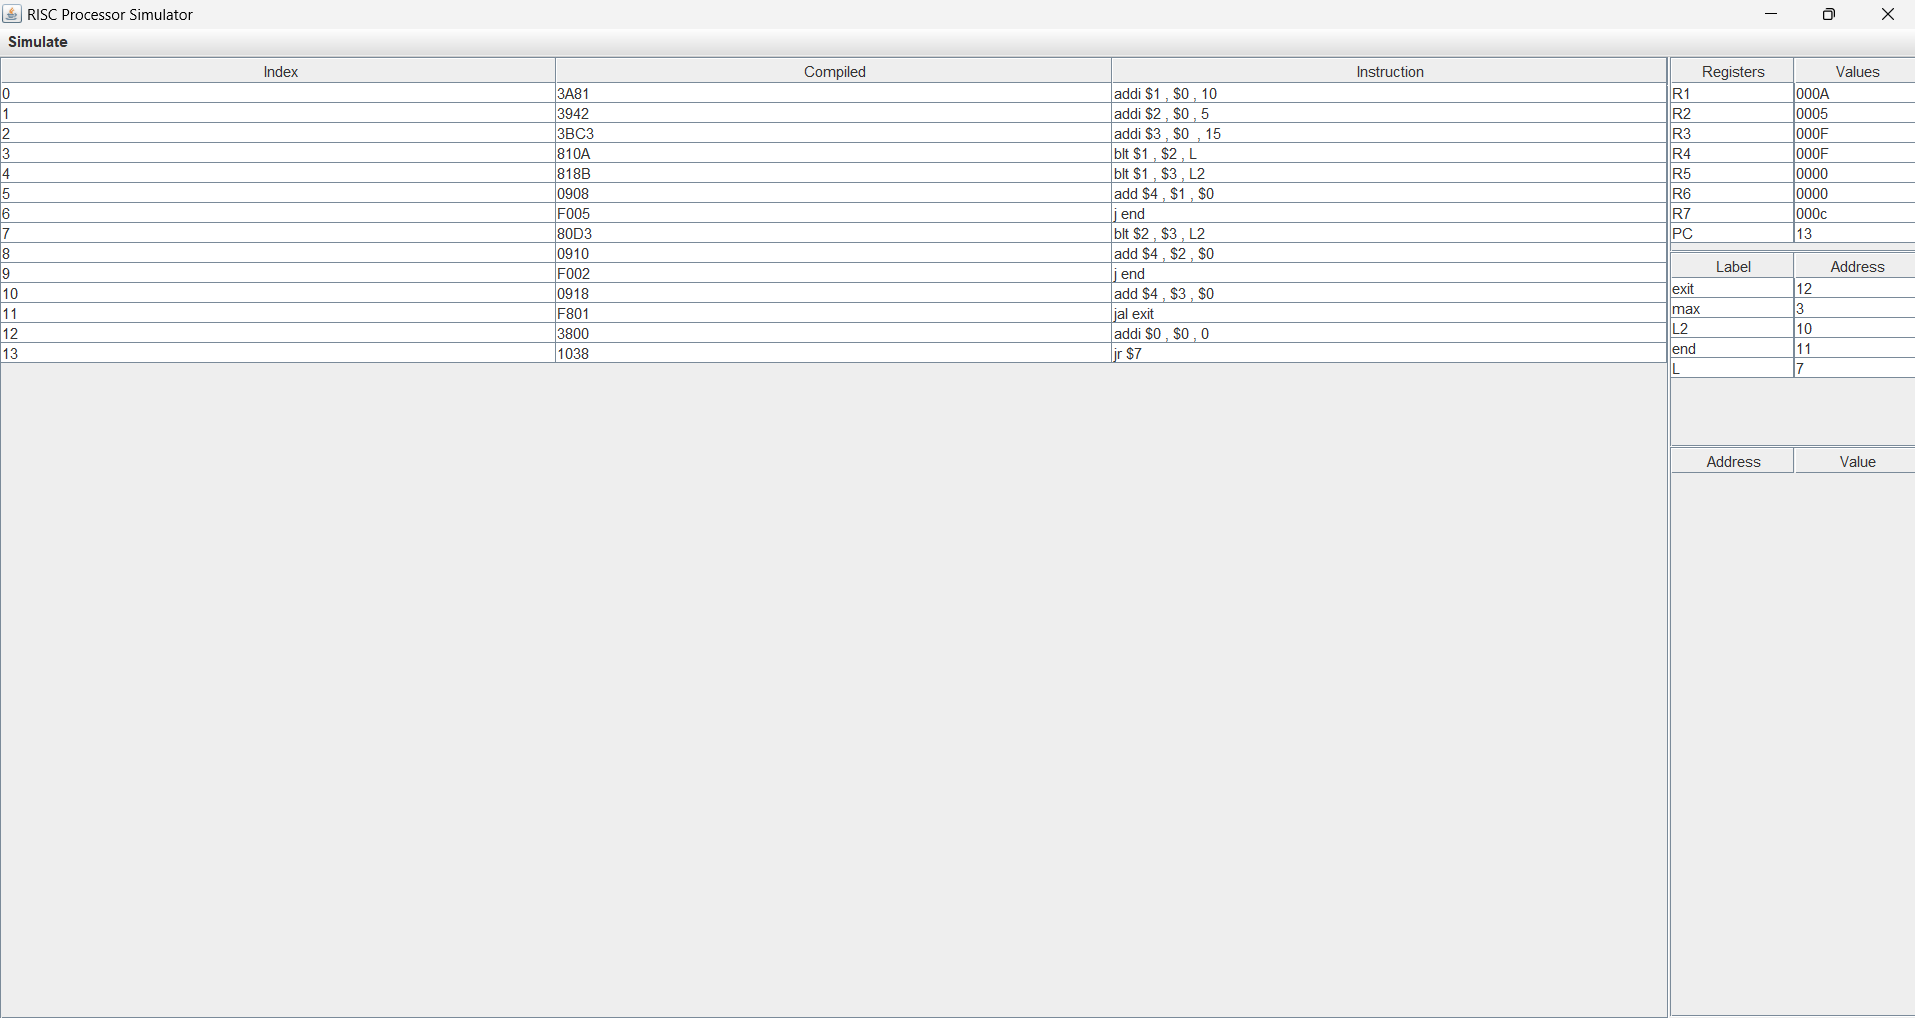 RISC Processor Simulator
Simulate
Index Compiled Instruction
0 3A81 addi $1 , $0 , 10
1 3942 addi $2 , $0 , 5
2 3BC3 addi $3 , $0  , 15
3 810A blt $1 , $2 , L
4 818B blt $1 , $3 , L2
5 0908 add $4 , $1 , $0
6 F005 j end
7 80D3 blt $2 , $3 , L2
8 0910 add $4 , $2 , $0
9 F002 j end
10 0918 add $4 , $3 , $0
11 F801 jal exit
12 3800 addi $0 , $0 , 0
13 1038 jr $7
Registers Values
R1 000A
R2 0005
R3 000F
R4 000F
R5 0000
R6 0000
R7 000c
PC 13
Label Address
exit 12
max 3
L2 10
end 11
L 7
Address Value